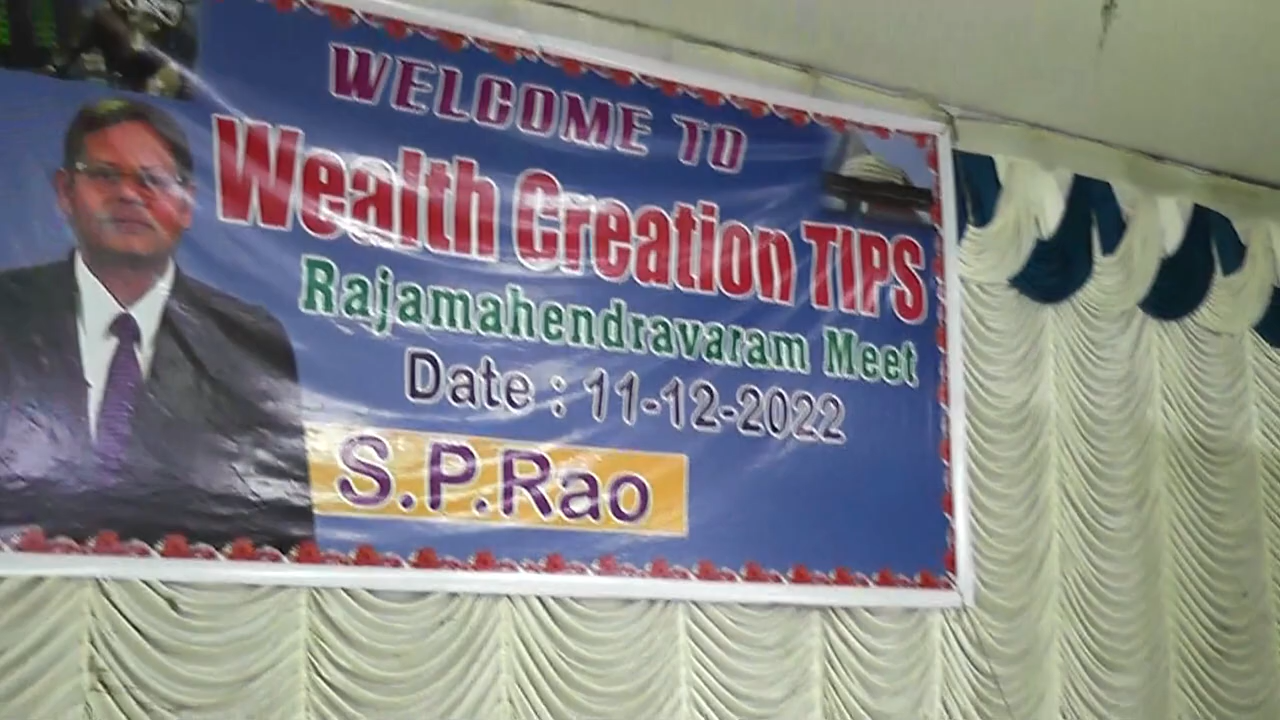 WELCOME TO
Wealth Creation TIPS
Rajamahendravaram Meet
Date : 11-12-2022
S.P.Rao